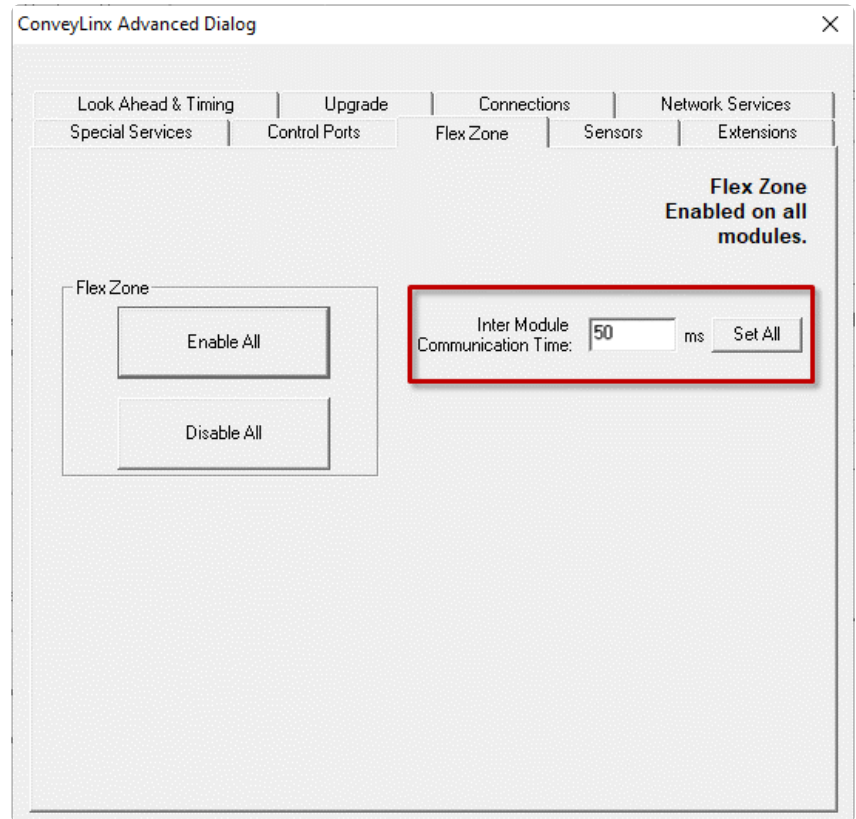 ConveyLinx Advanced Dialog
Look Ahead & Timing
Upgrade
Connections
Network Services
Special Services
Control Ports
Flex Zone
Sensors
Extensions
Flex Zone
Enabled on all
modules.
Flex Zone
Enable All
Disable All
Inter Module
Communication Time:
50
ms
Set All